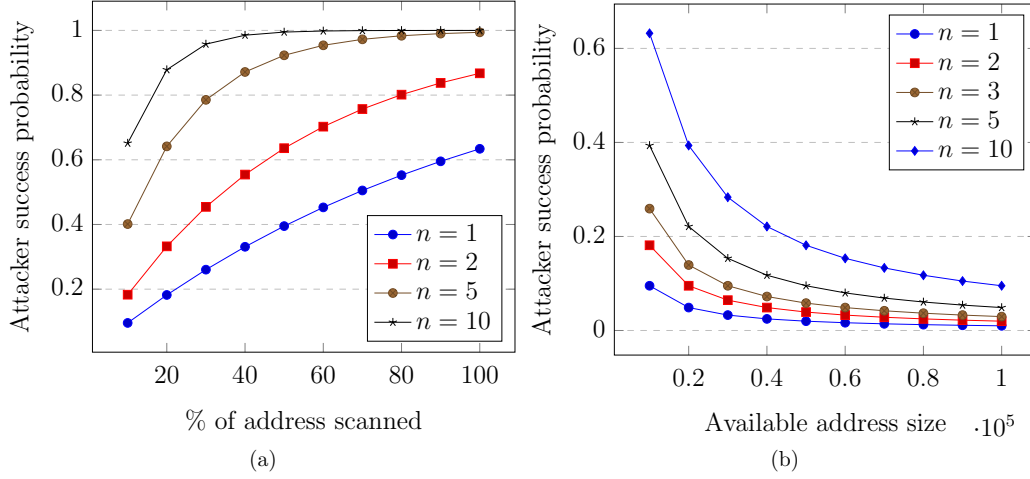 Attacker success probability
1
0.8
0.6
0.4
0.2
20 40 60 80 100
% of address scanned
n = 1
n = 2
n = 5
n = 10
(a)
Attacker success probability
0.6
0.4
0.2
0
0.2 0.4 0.6 0.8 1
Available address size ·10⁵
n = 1
n = 2
n = 3
n = 5
n = 10
(b)